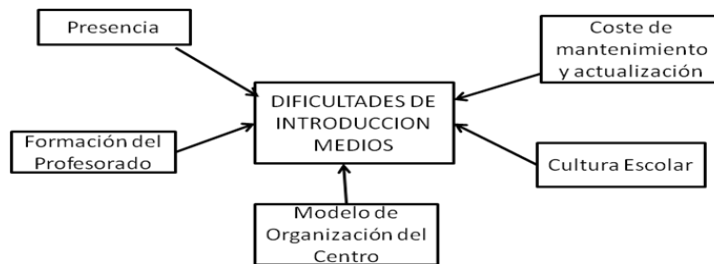 Presencia
Coste de
mantenimiento
y actualización
DIFICULTADES DE
INTRODUCCION
MEDIOS
Formación del
Profesorado
Cultura Escolar
Modelo de
Organización del
Centro